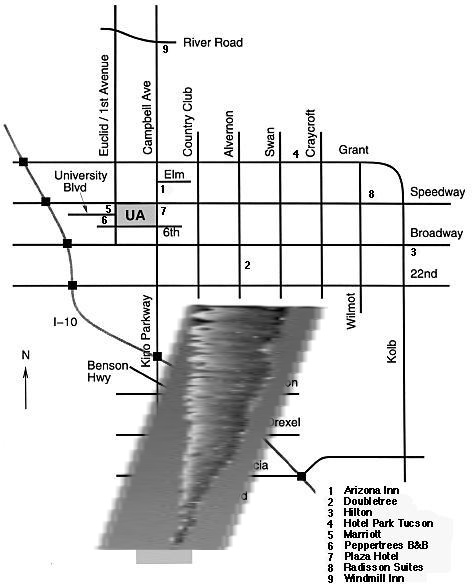 9 River Road
Euclid / 1st Avenue
Campbell Ave
Country Club
Alvernon
Swan
Craycroft
4
Grant
University
Blvd
Elm
1
8
Speedway
5
UA
7
6
6th
Broadway
3
2
22nd
I-10
Kino Parkway
Wilmot
Kolb
N
Benson
Hwy
1 Arizona Inn
2 Doubletree
3 Hilton
4 Hotel Park Tucson
5 Marriott
6 Peppertrees B&B
7 Plaza Hotel
8 Radisson Suites
9 Windmill Inn